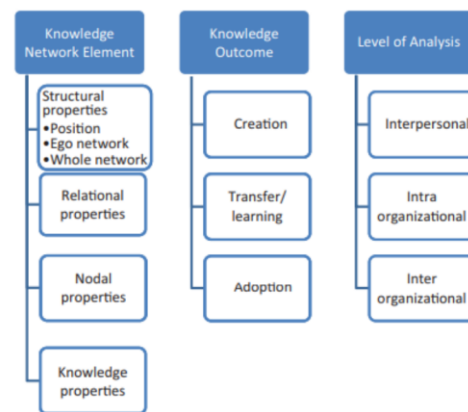 Knowledge
Network Element
Structural
properties
•Position
•Ego network
•Whole network
Relational
properties
Nodal
properties
Knowledge
properties
Knowledge
Outcome
Creation
Transfer/
learning
Adoption
Level of Analysis
Interpersonal
Intra
organizational
Inter
organizational